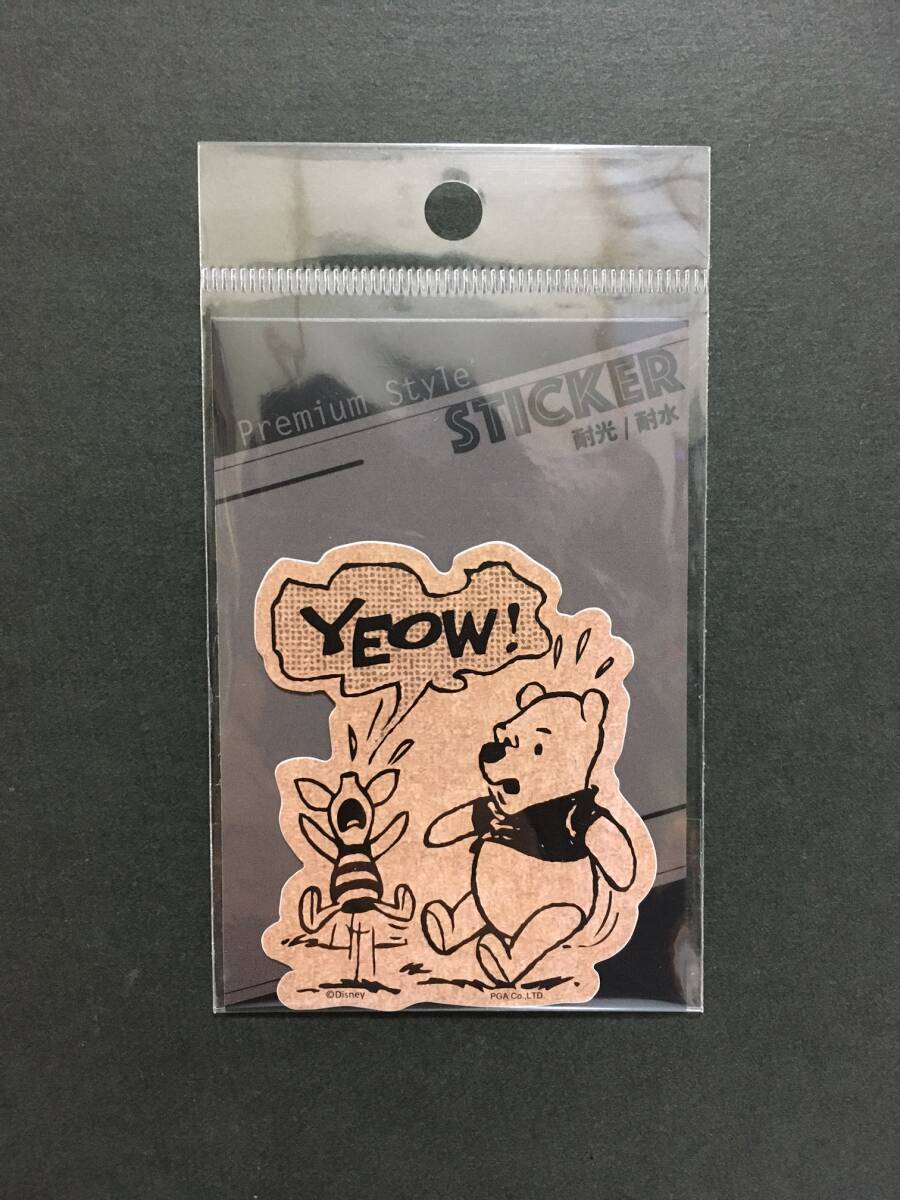 Premium Style
STICKER
耐光 / 耐水
YEOW!
©Disney
PGA Co.,LTD.